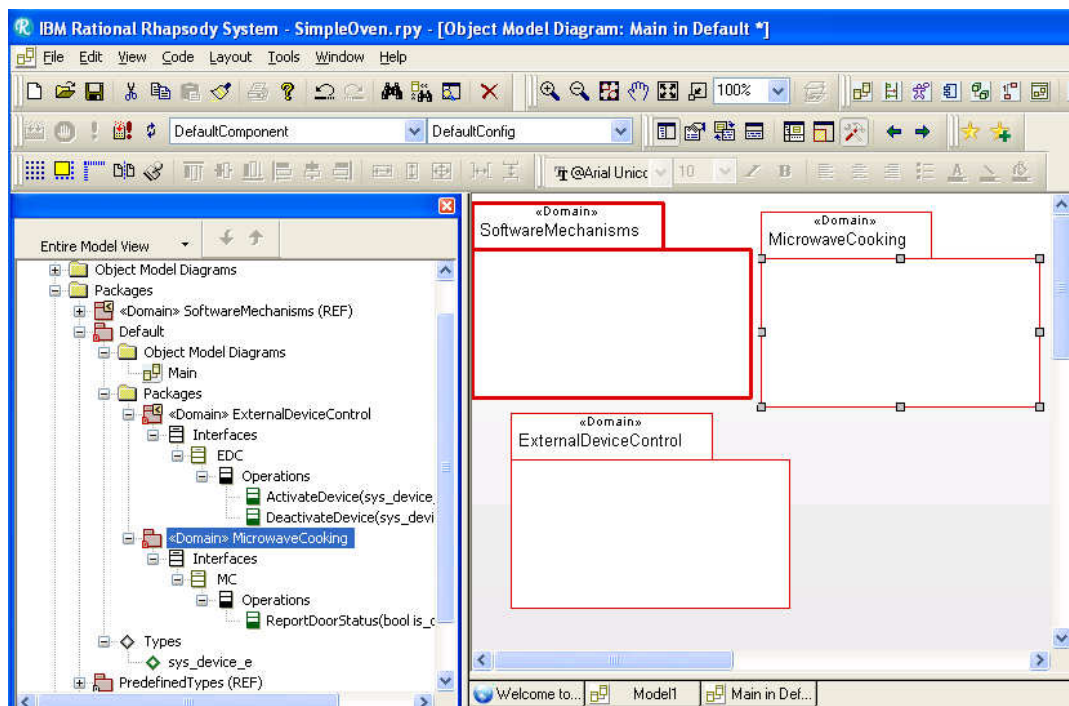 IBM Rational Rhapsody System - SimpleOven.rpy - [Object Model Diagram: Main in Default *]
File Edit View Code Layout Tools Window Help
100%
DefaultComponent DefaultConfig
@Arial Unicc 10
Entire Model View
Object Model Diagrams
Packages
«Domain» SoftwareMechanisms (REF)
Default
Object Model Diagrams
Main
Packages
«Domain» ExternalDeviceControl
Interfaces
EDC
Operations
ActivateDevice(sys_device_
DeactivateDevice(sys_devi
«Domain» MicrowaveCooking
Interfaces
MC
Operations
ReportDoorStatus(bool is_c
Types
sys_device_e
PredefinedTypes (REF)
«Domain»
SoftwareMechanisms
«Domain»
MicrowaveCooking
«Domain»
ExternalDeviceControl
Welcome to... Model1 Main in Def...